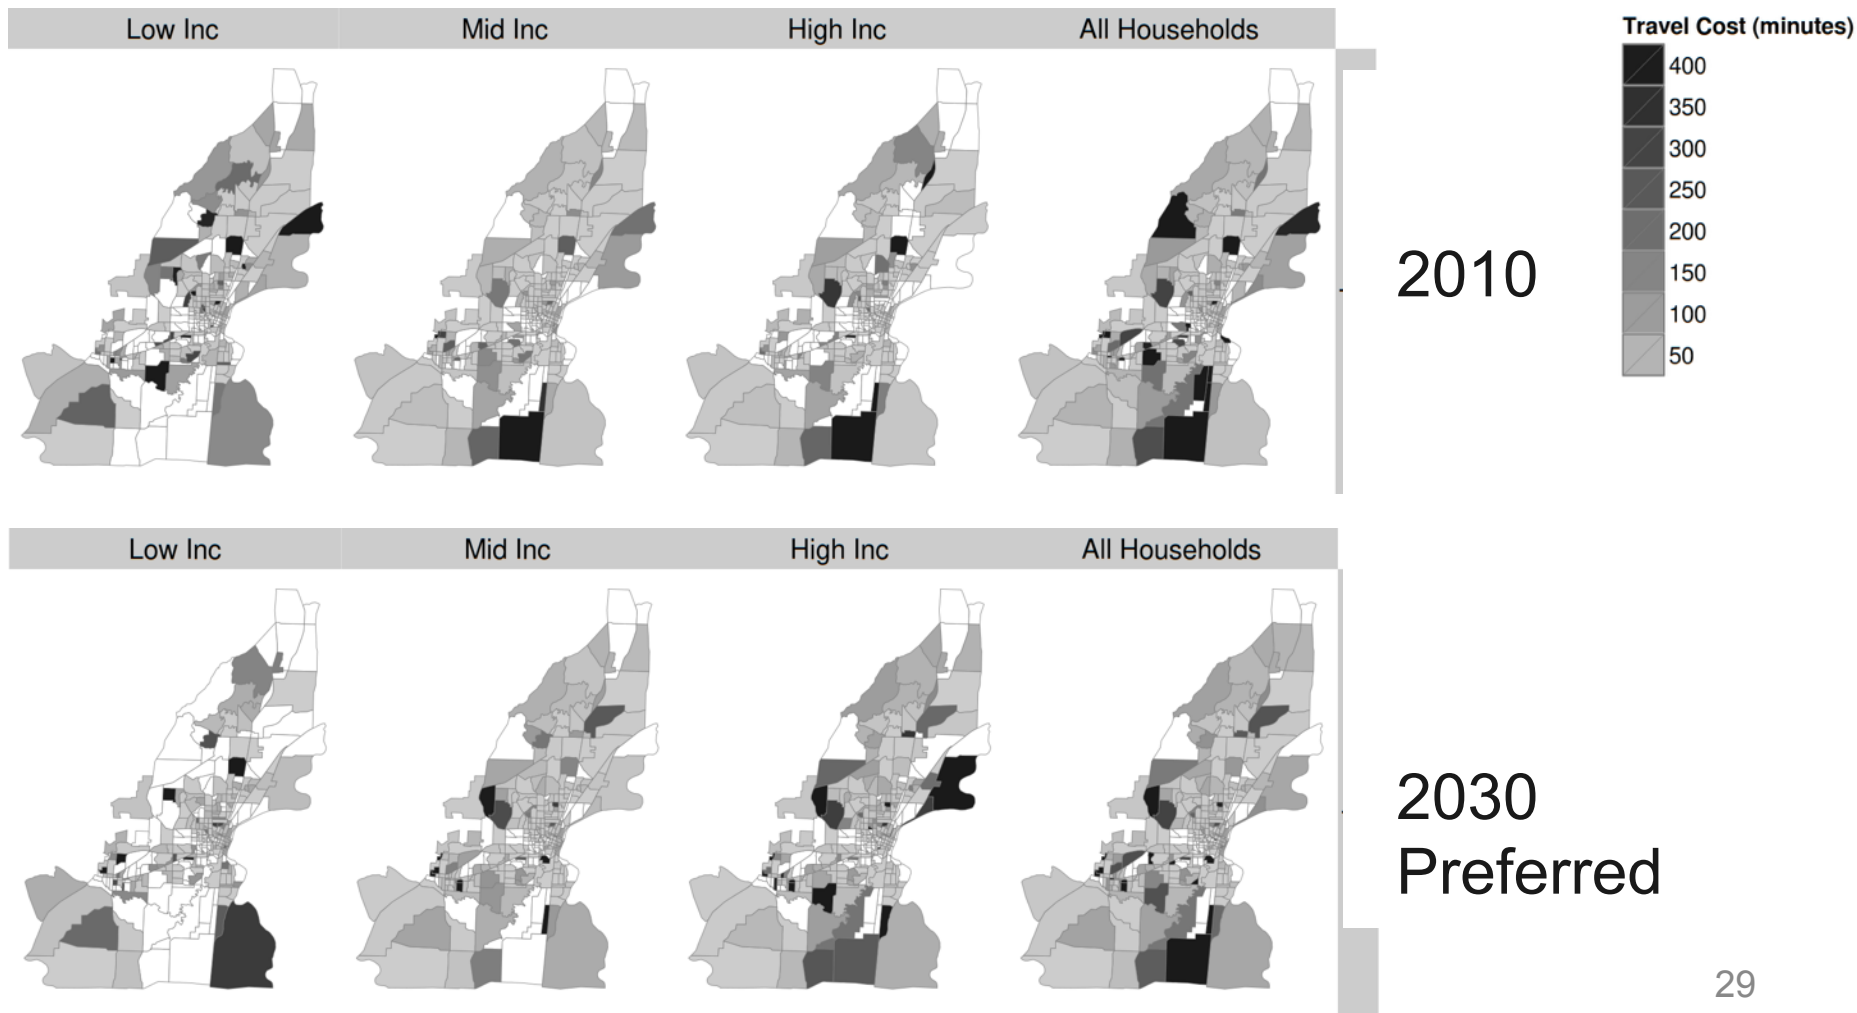 Low Inc
Mid Inc
High Inc
All Households
Travel Cost (minutes)
400
350
300
250
200
150
100
50
2010
Low Inc
Mid Inc
High Inc
All Households
2030
Preferred
29